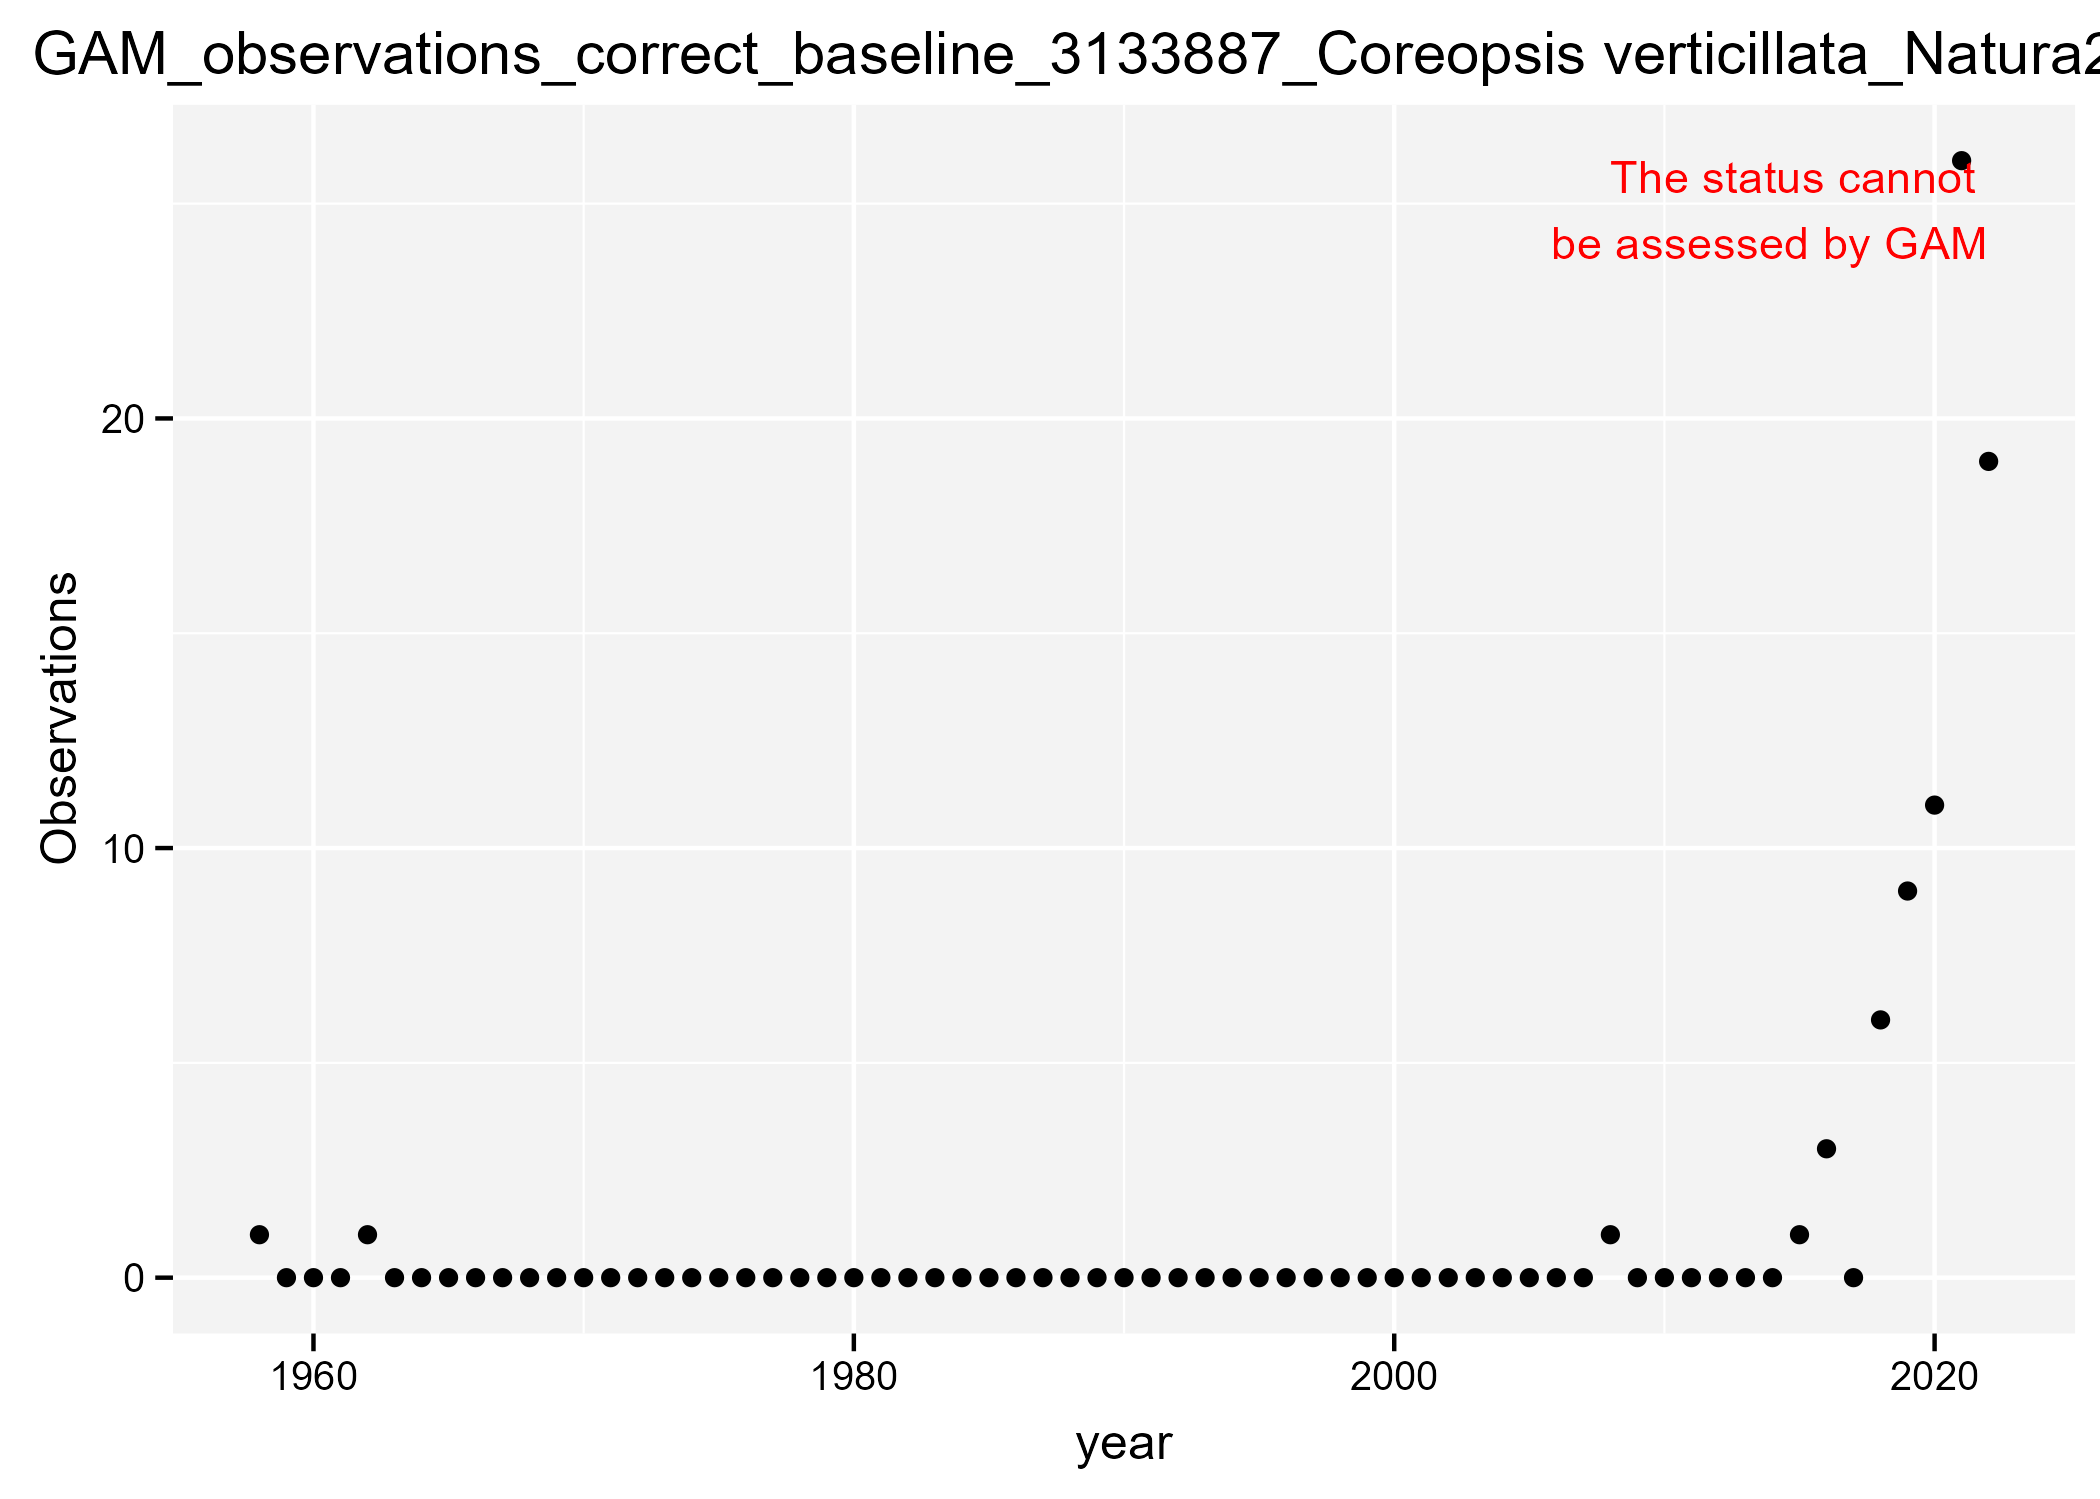 GAM_observations_correct_baseline_3133887_Coreopsis verticillata_Natura2
The status cannot
be assessed by GAM
Observations
20
10
0
1960 1980 2000 2020
year